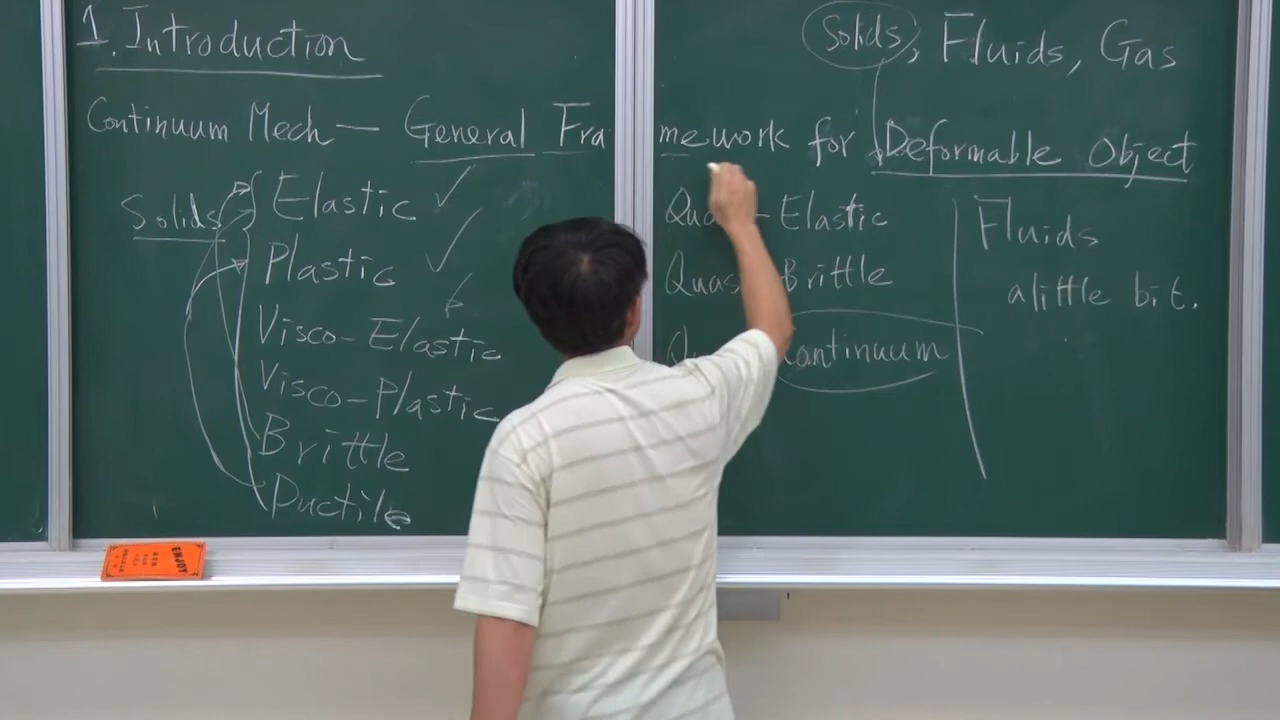 1. Introduction
Solids, Fluids, Gas
Continuum Mech — General Framework for Deformable Object
Solids
Elastic ✓
Plastic ✓
Visco-Elastic
Visco-Plastic
Brittle
Ductile
-Elastic
Brittle
continuum
Fluids
a little bit.
ENJOY